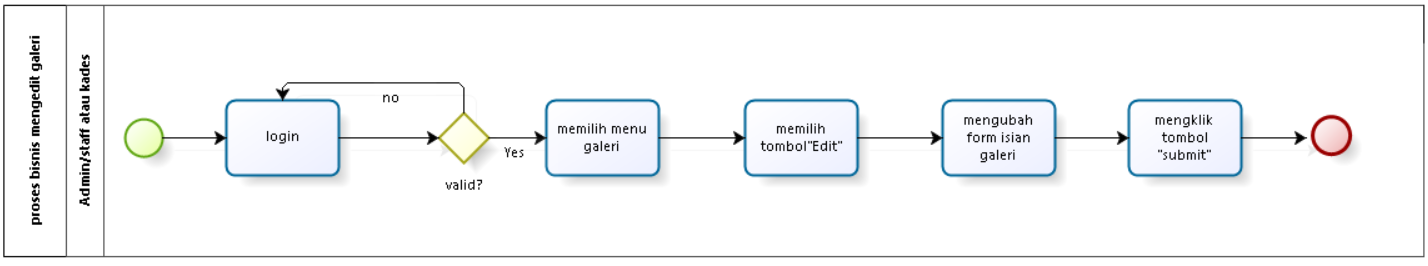 proses bisnis mengedit galeri
Admin/staff atau kades
login
no
valid?
Yes
memilih menu
galeri
memilih
tombol"Edit"
mengubah
form isian
galeri
mengklik
tombol
"submit"